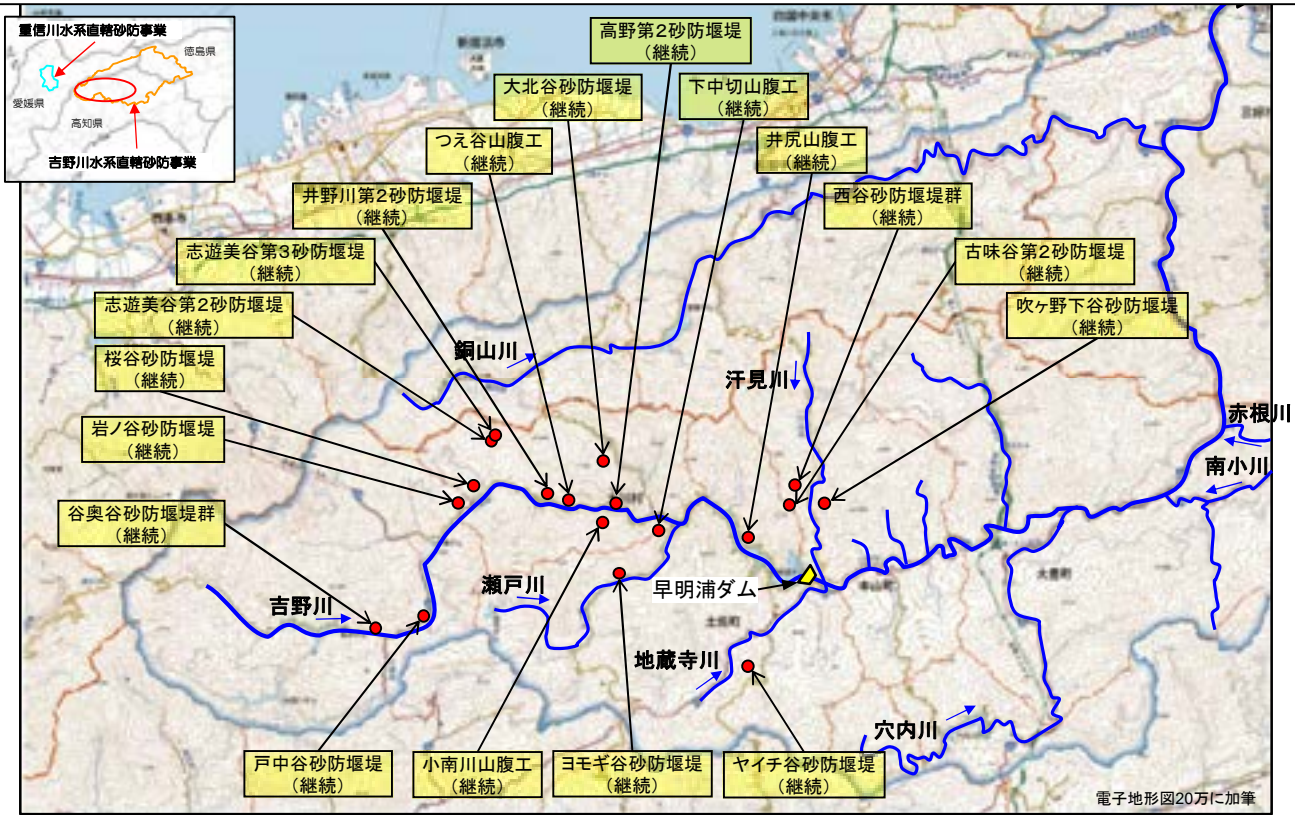 重信川水系直轄砂防事業
徳島県
愛媛県
高知県
吉野川水系直轄砂防事業
高野第2砂防堰堤
(継続)
大北谷砂防堰堤
(継続)
下中切山腹工
(継続)
つえ谷山腹工
(継続)
井尻山腹工
(継続)
井野川第2砂防堰堤
(継続)
西谷砂防堰堤群
(継続)
志遊美谷第3砂防堰堤
(継続)
古味谷第2砂防堰堤
(継続)
志遊美谷第2砂防堰堤
(継続)
吹ヶ野下谷砂防堰堤
(継続)
桜谷砂防堰堤
(継続)
銅山川
汗見川
岩ノ谷砂防堰堤
(継続)
赤根川
南小川
谷奥谷砂防堰堤群
(継続)
吉野川
瀬戸川
早明浦ダム
本山町
大豊町
土佐町
地蔵寺川
穴内川
戸中谷砂防堰堤
(継続)
小南川山腹工
(継続)
ヨモギ谷砂防堰堤
(継続)
ヤイチ谷砂防堰堤
(継続)
電子地形図20万に加筆